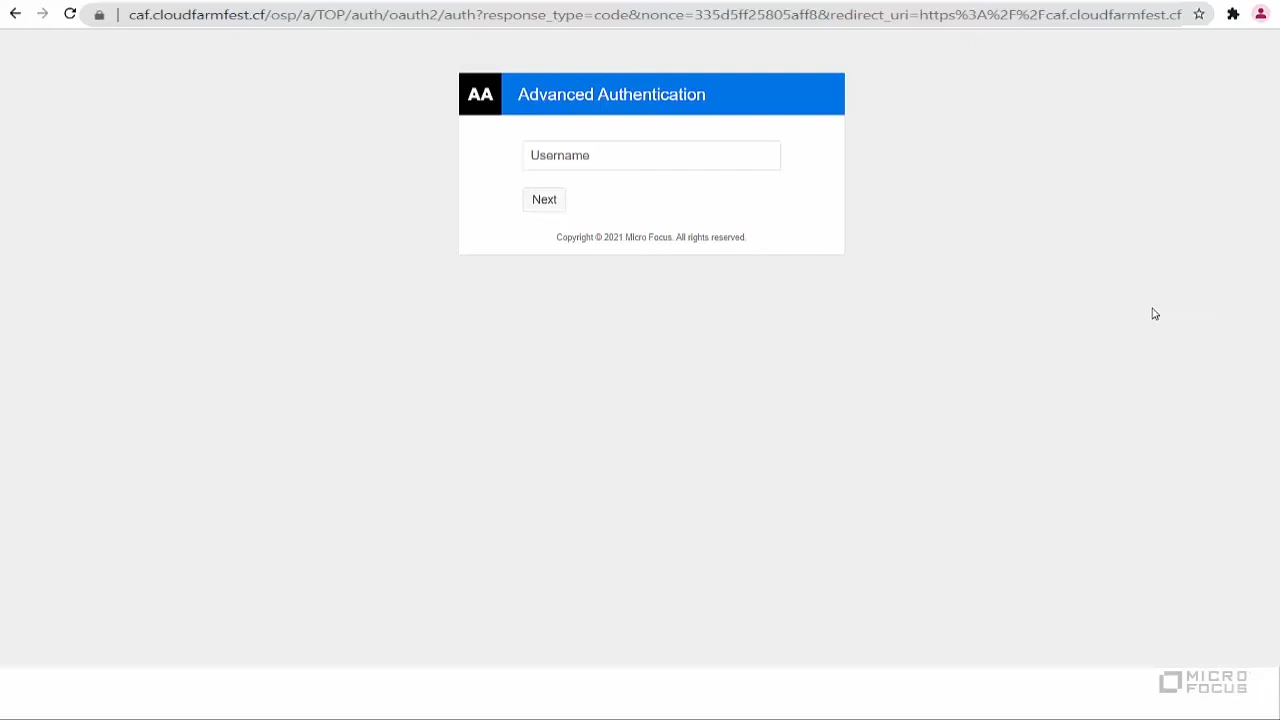 caf.cloudfarmfest.cf/osp/a/TOP/auth/oauth2/auth?response_type=code&nonce=335d5ff25805aff8&redirect_uri=https%3A%2F%2Fcaf.cloudfarmfest.cf
AA Advanced Authentication
Username
Next
Copyright © 2021 Micro Focus. All rights reserved.
MICRO
FOCUS